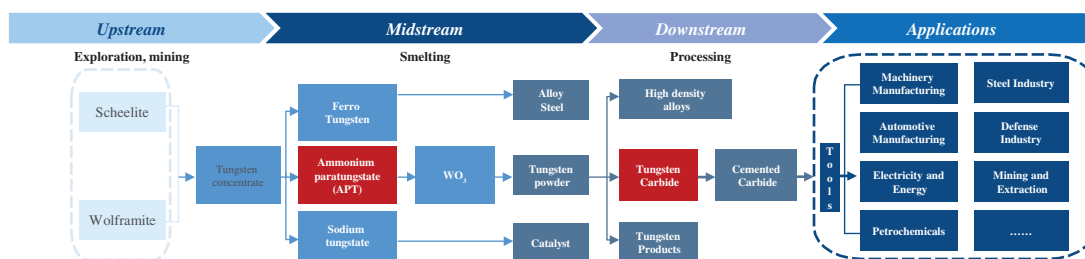 Upstream
Midstream
Downstream
Applications
Exploration, mining
Smelting
Processing
Scheelite
Wolframite
Tungsten
concentrate
Ferro
Tungsten
Ammonium
paratungstate
(APT)
Sodium
tungstate
WO₃
Alloy
Steel
Tungsten
powder
Catalyst
High density
alloys
Tungsten
Carbide
Tungsten
Products
Cemented
Carbide
Tools
Machinery
Manufacturing
Steel Industry
Automotive
Manufacturing
Defense
Industry
Electricity and
Energy
Mining and
Extraction
Petrochemicals
……